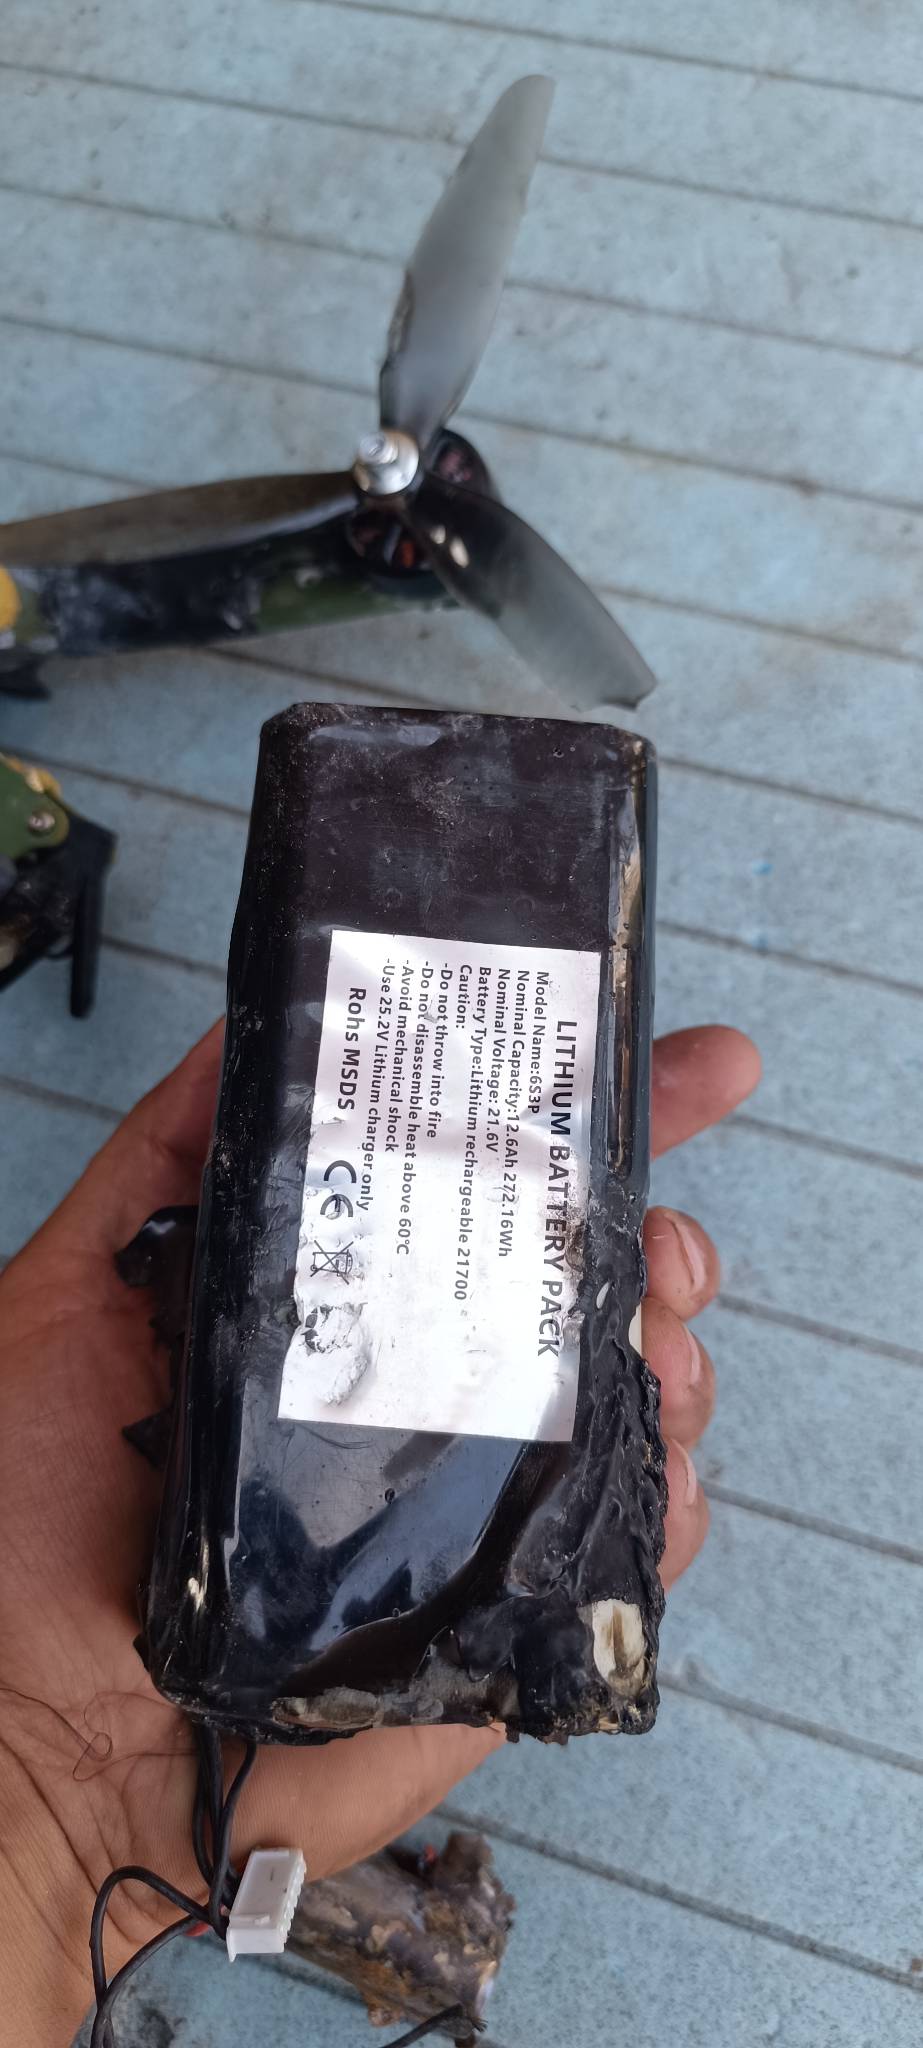 LITHIUM BATTERY PACK
Model Name:6S3P
Nominal Capacity:12.6Ah 272.16Wh
Nominal Voltage: 21.6V
Battery Type:Lithium rechargeable 21700
Caution:
-Do not throw into fire
-Do not disassemble heat above 60℃
-Avoid mechanical shock
-Use 25.2V Lithium charger only
RohS MSDS CE